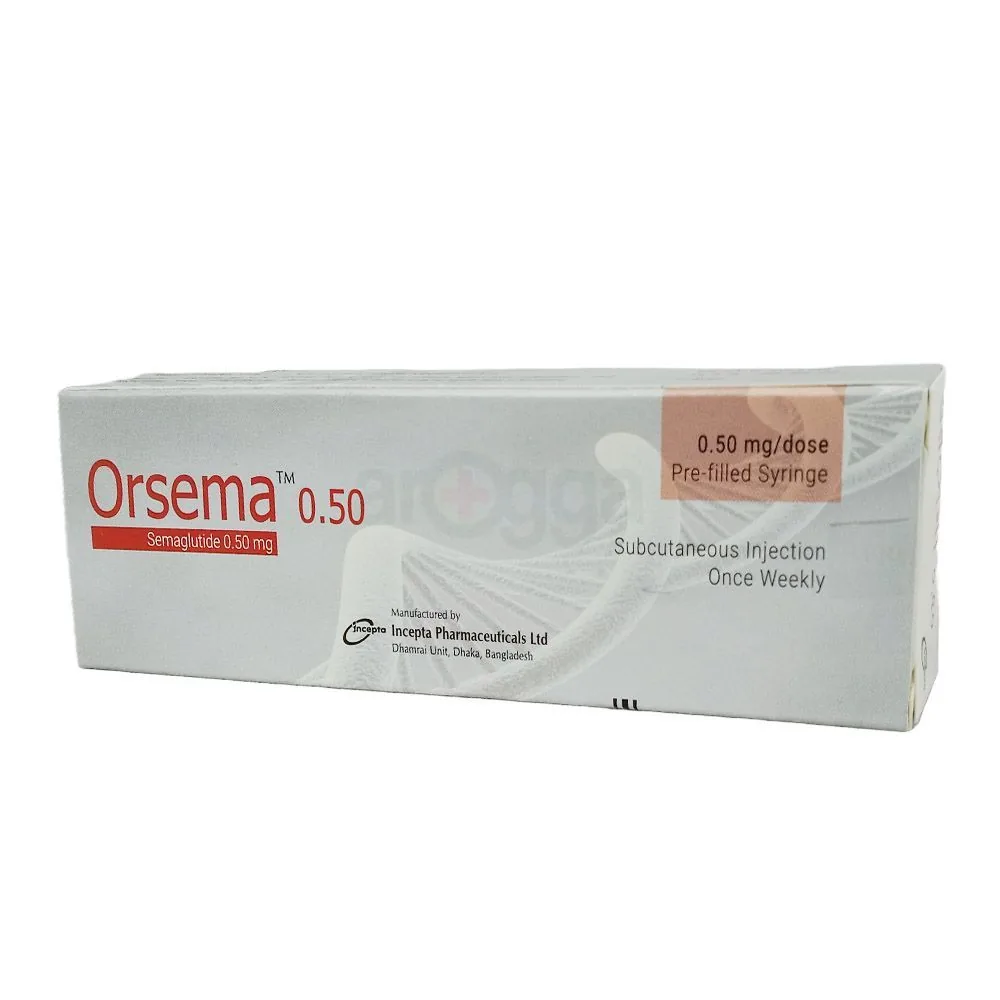 0.50 mg/dose
Pre-filled Syringe
Orsema™ 0.50
Semaglutide 0.50 mg
arogga
Subcutaneous Injection
Once Weekly
Manufactured by
incepta Incepta Pharmaceuticals Ltd
Dhamrai Unit, Dhaka, Bangladesh